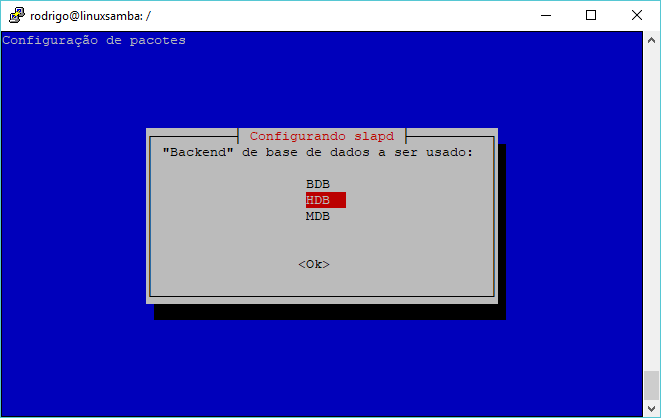 rodrigo@linuxsamba: /
Configuração de pacotes
Configurando slapd
"Backend" de base de dados a ser usado:
BDB
HDB
MDB
<Ok>